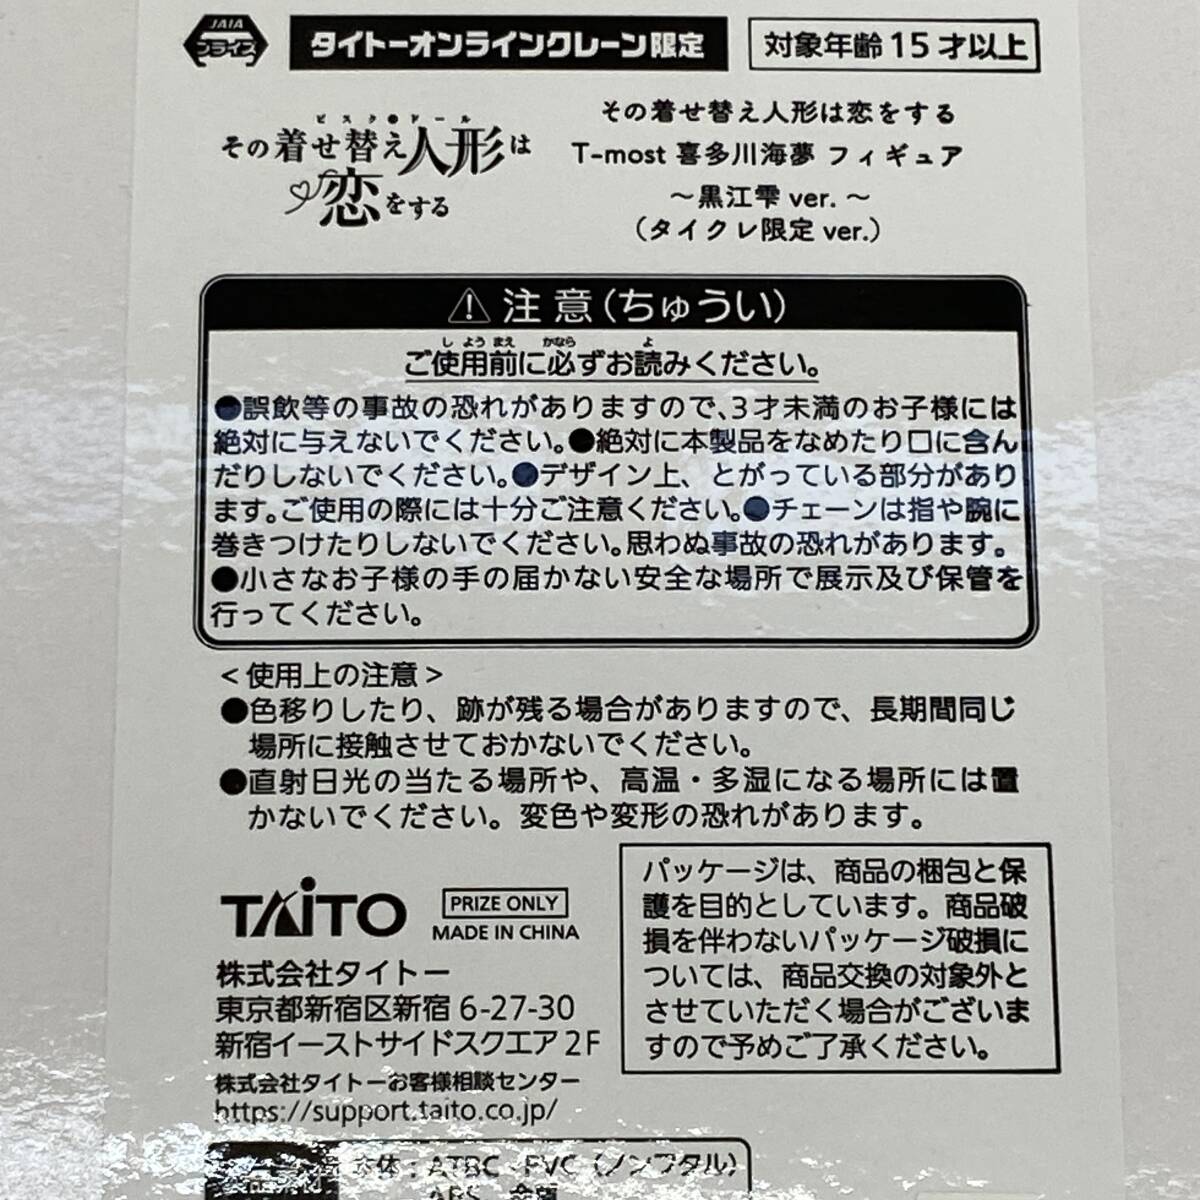 JAIA
プライズ
タイトーオンラインクレーン限定
対象年齢15才以上
ビスク●ドール
その着せ替え人形は
恋をする
その着せ替え人形は恋をする
T-most 喜多川海夢 フィギュア
～黒江雫 ver.～
（タイクレ限定 ver.）
⚠注意（ちゅうい）
し よう まえ かなら よ
ご使用前に必ずお読みください。
●誤飲等の事故の恐れがありますので、3才未満のお子様には
絶対に与えないでください。●絶対に本製品をなめたり口に含ん
だりしないでください。●デザイン上、とがっている部分があり
ます。ご使用の際には十分ご注意ください。●チェーンは指や腕に
巻きつけたりしないでください。思わぬ事故の恐れがあります。
●小さなお子様の手の届かない安全な場所で展示及び保管を
行ってください。
＜使用上の注意＞
●色移りしたり、跡が残る場合がありますので、長期間同じ
場所に接触させておかないでください。
●直射日光の当たる場所や、高温・多湿になる場所には置
かないでください。変色や変形の恐れがあります。
TAITO
PRIZE ONLY
MADE IN CHINA
株式会社タイトー
東京都新宿区新宿 6-27-30
新宿イーストサイドスクエア 2F
株式会社タイトーお客様相談センター
https://support.taito.co.jp/
パッケージは、商品の梱包と保
護を目的としています。商品破
損を伴わないパッケージ破損に
ついては、商品交換の対象外と
させていただく場合がございま
すので予めご了承ください。
本体：ATBC-PVC（ノンフタル）
ABS